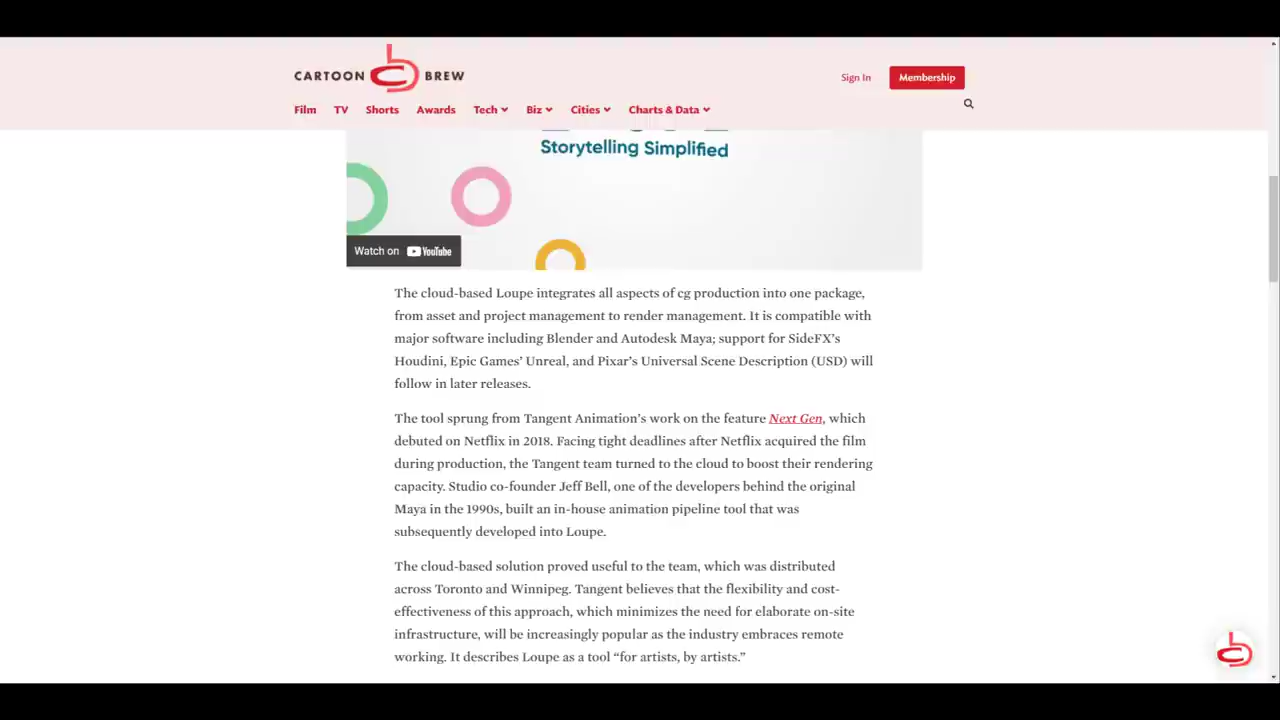 CARTOON BREW
Sign In
Membership
Film
TV
Shorts
Awards
Tech
Biz
Cities
Charts & Data
Storytelling Simplified
Watch on YouTube
The cloud-based Loupe integrates all aspects of cg production into one package,
from asset and project management to render management. It is compatible with
major software including Blender and Autodesk Maya; support for SideFX’s
Houdini, Epic Games’ Unreal, and Pixar’s Universal Scene Description (USD) will
follow in later releases.
The tool sprung from Tangent Animation’s work on the feature Next Gen, which
debuted on Netflix in 2018. Facing tight deadlines after Netflix acquired the film
during production, the Tangent team turned to the cloud to boost their rendering
capacity. Studio co-founder Jeff Bell, one of the developers behind the original
Maya in the 1990s, built an in-house animation pipeline tool that was
subsequently developed into Loupe.
The cloud-based solution proved useful to the team, which was distributed
across Toronto and Winnipeg. Tangent believes that the flexibility and cost-
effectiveness of this approach, which minimizes the need for elaborate on-site
infrastructure, will be increasingly popular as the industry embraces remote
working. It describes Loupe as a tool “for artists, by artists.”